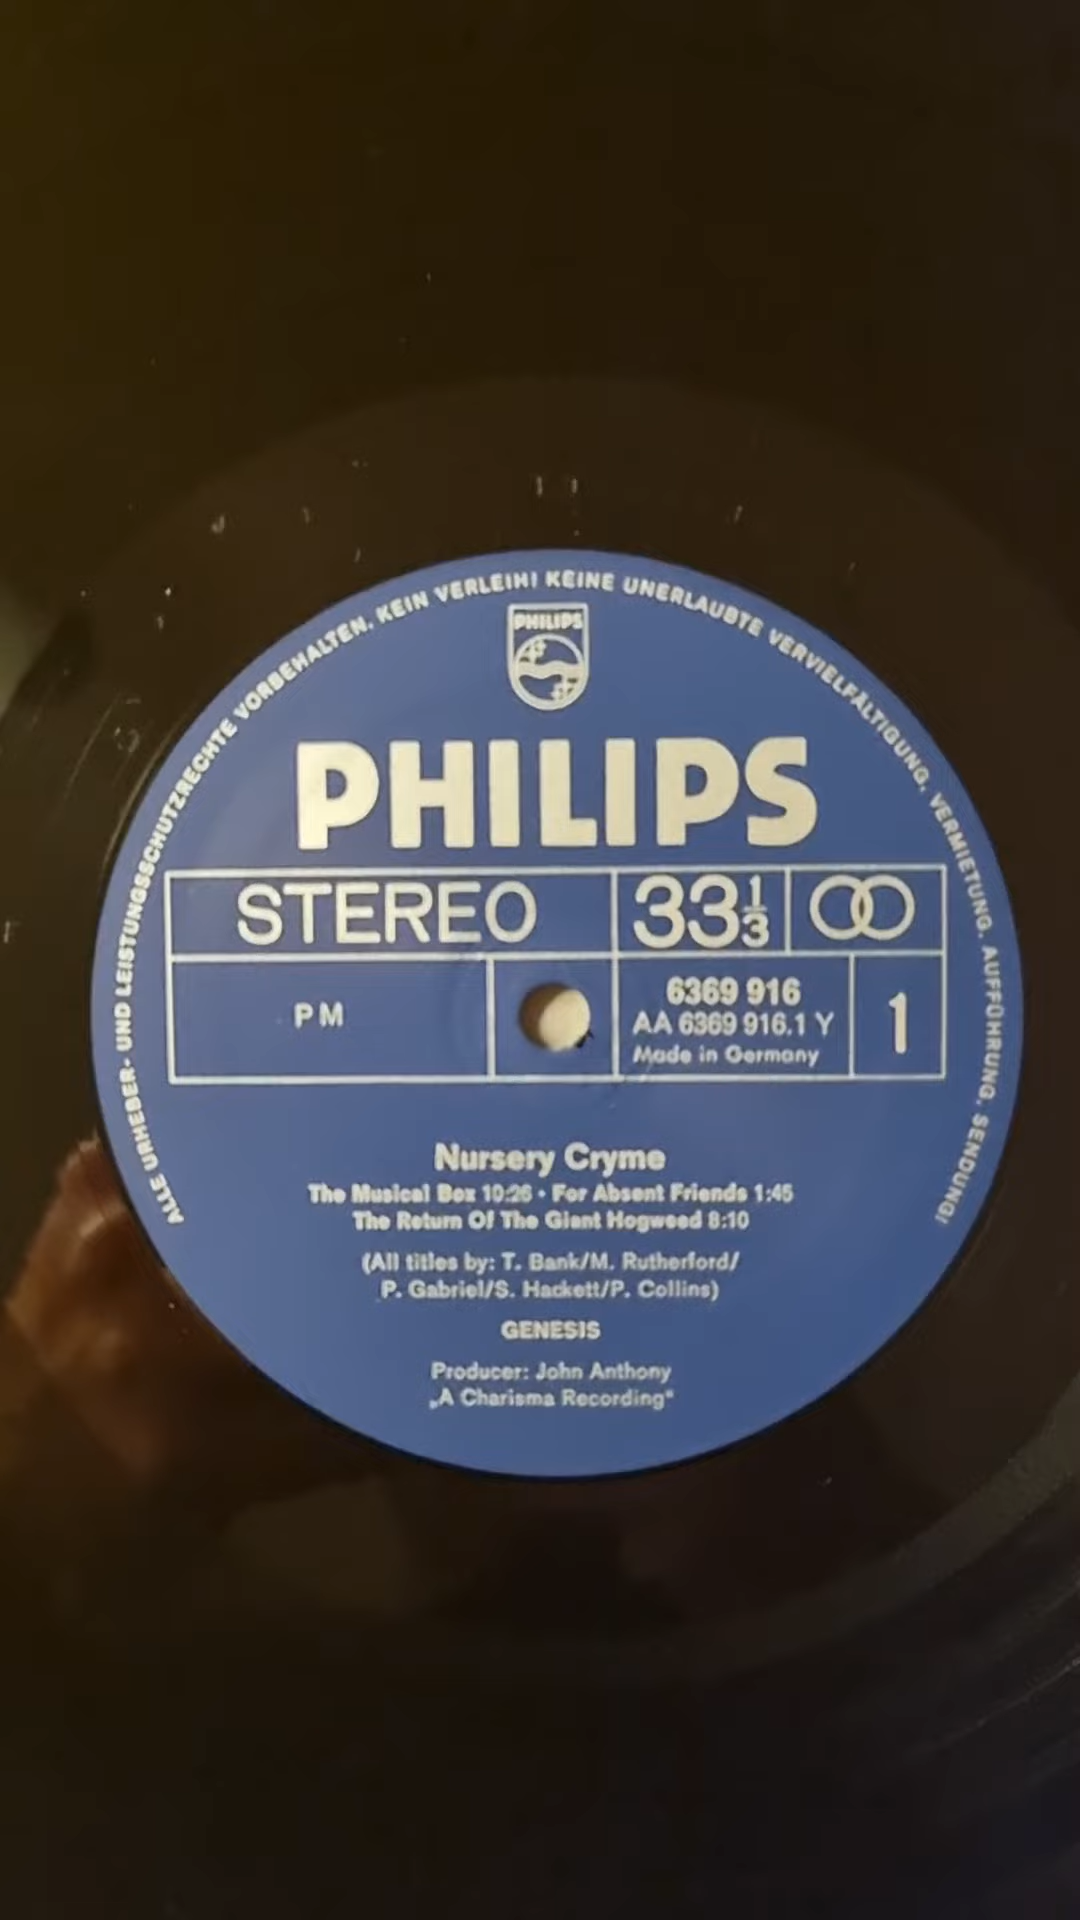 ALLE URHEBER- UND LEISTUNGSSCHUTZRECHTE VORBEHALTEN. KEIN VERLEIH! KEINE UNERLAUBTE VERVIELFÄLTIGUNG, VERMIETUNG, AUFFÜHRUNG, SENDUNG!
PHILIPS
PHILIPS
STEREO 33 1/3
PM
6369 916
AA 6369 916.1 Y
Made in Germany
1
Nursery Cryme
The Musical Box 10:26 • For Absent Friends 1:45
The Return Of The Giant Hogweed 8:10
(All titles by: T. Bank/M. Rutherford/
P. Gabriel/S. Hackett/P. Collins)
GENESIS
Producer: John Anthony
„A Charisma Recording“